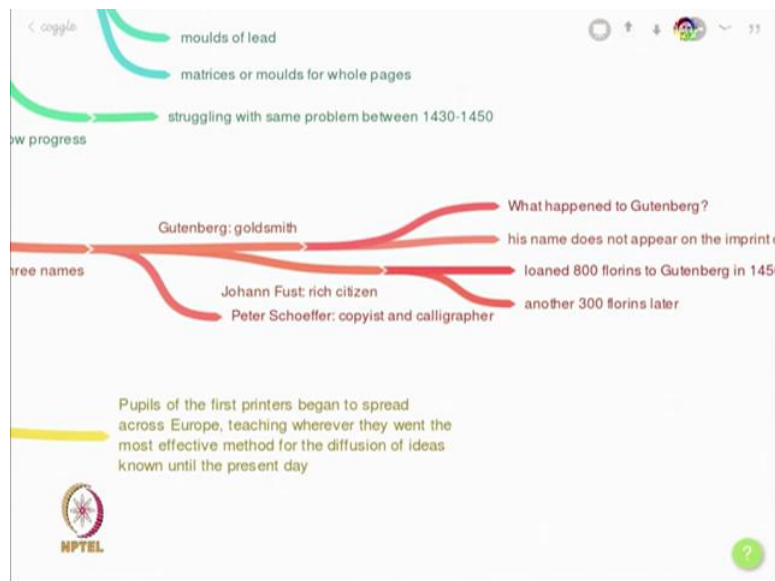 coggle
moulds of lead
matrices or moulds for whole pages
struggling with same problem between 1430-1450
ow progress
What happened to Gutenberg?
Gutenberg: goldsmith
his name does not appear on the imprint
hree names
loaned 800 florins to Gutenberg in 145
Johann Fust: rich citizen
another 300 florins later
Peter Schoeffer: copyist and calligrapher
Pupils of the first printers began to spread
across Europe, teaching wherever they went the
most effective method for the diffusion of ideas
known until the present day
NPTEL
?